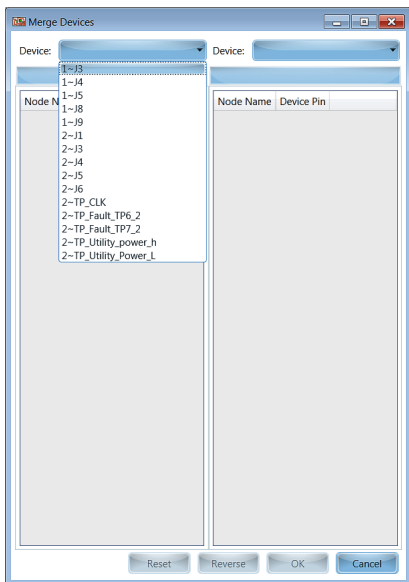 Merge Devices
Device:
Device:
1~J3
1~J4
1~J5
1~J8
1~J9
2~J1
2~J3
2~J4
2~J5
2~J6
2~TP_CLK
2~TP_Fault_TP6_2
2~TP_Fault_TP7_2
2~TP_Utility_power_h
2~TP_Utility_Power_L
Node N
Node Name Device Pin
Reset Reverse OK Cancel